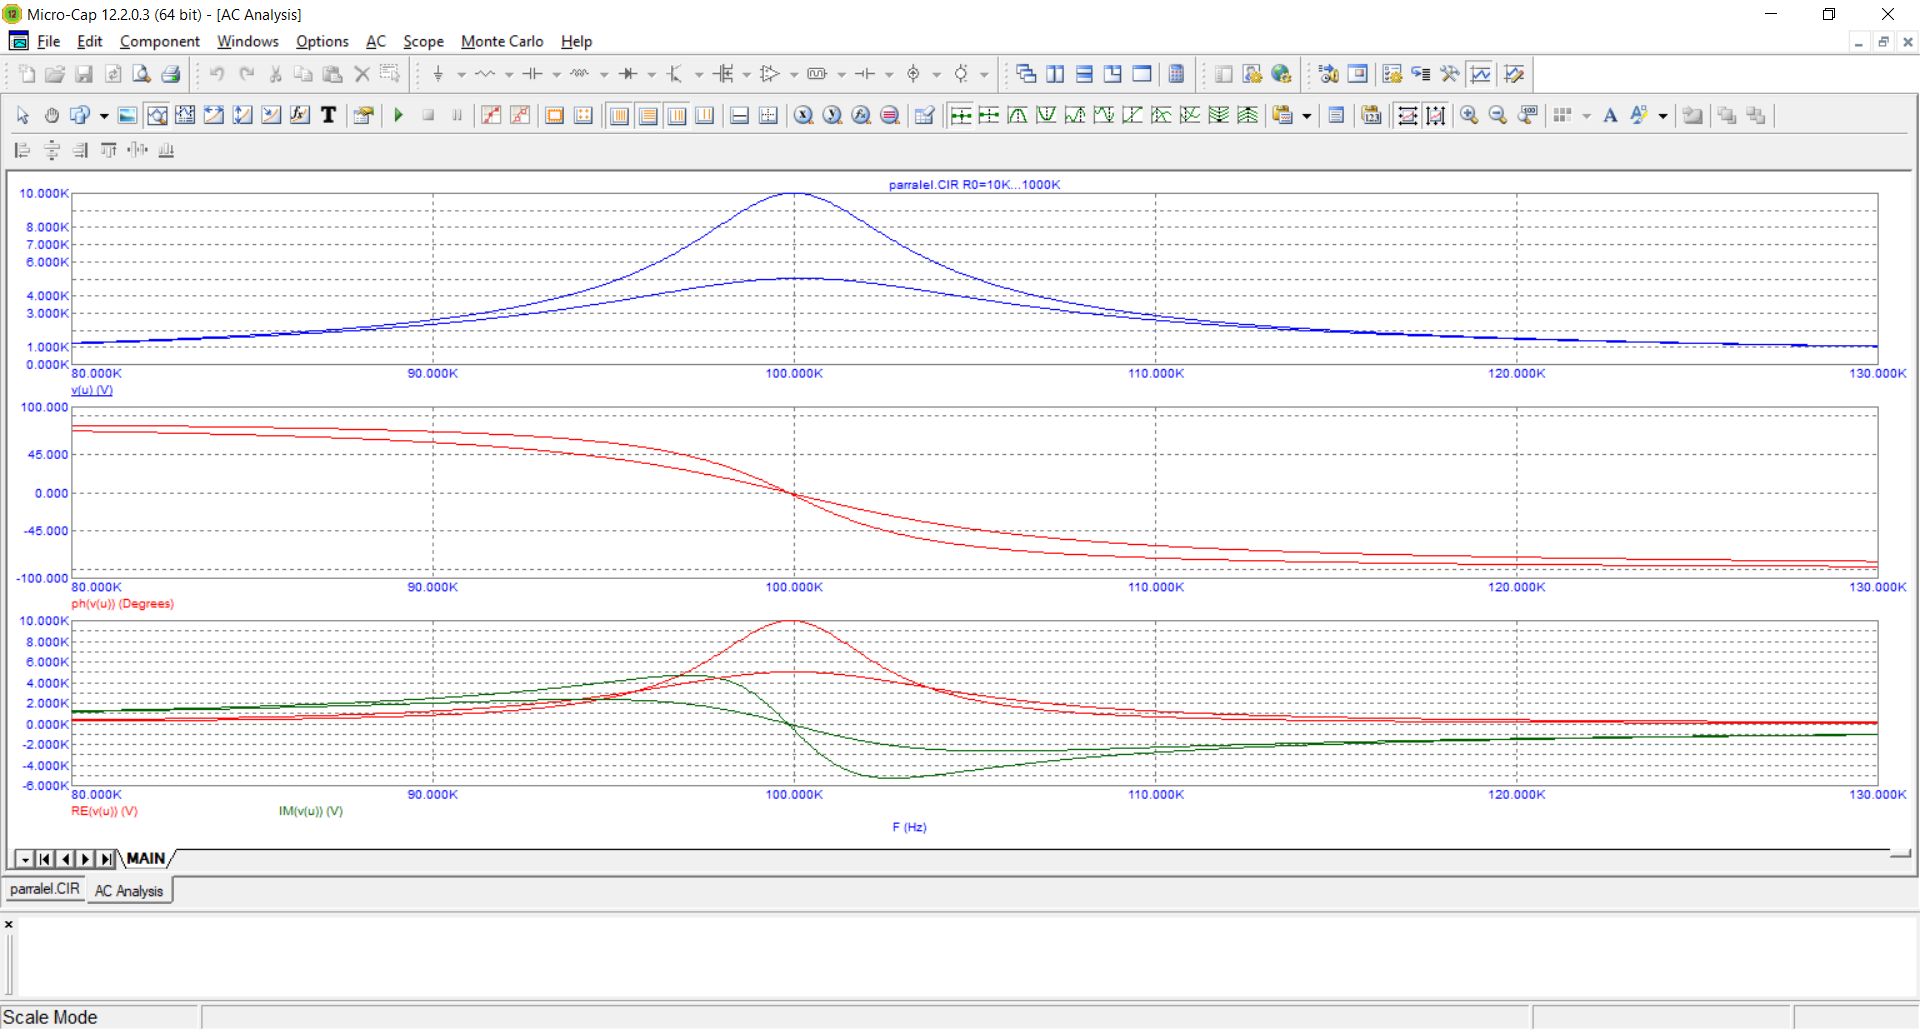 Micro-Cap 12.2.0.3 (64 bit) - [AC Analysis]
File Edit Component Windows Options AC Scope Monte Carlo Help
parralel.CIR R0=10K...1000K
10.000K
8.000K
7.000K
6.000K
4.000K
3.000K
1.000K
0.000K
80.000K 90.000K 100.000K 110.000K 120.000K 130.000K
v(u) (V)
100.000
45.000
0.000
-45.000
-100.000
80.000K 90.000K 100.000K 110.000K 120.000K 130.000K
ph(v(u)) (Degrees)
10.000K
8.000K
6.000K
4.000K
2.000K
0.000K
-2.000K
-4.000K
-6.000K
80.000K 90.000K 100.000K 110.000K 120.000K 130.000K
RE(v(u)) (V) IM(v(u)) (V)
F (Hz)
MAIN
parralel.CIR AC Analysis
Scale Mode